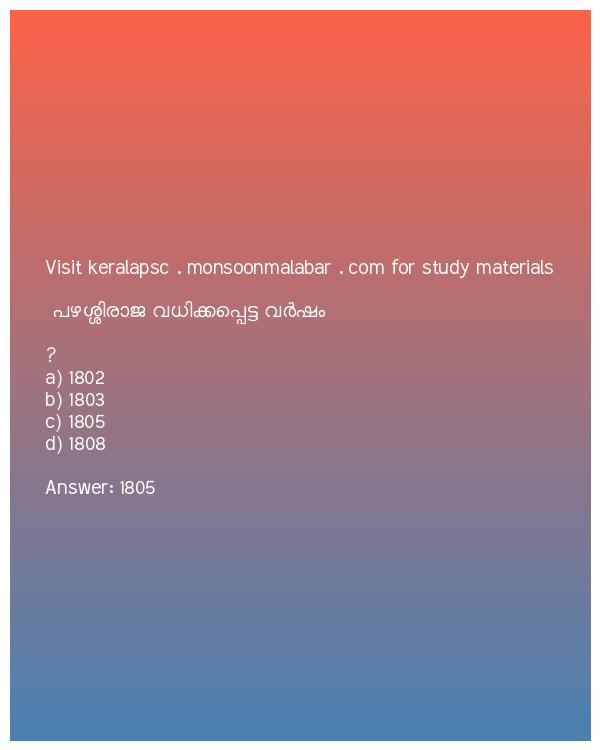 Visit keralapsc . monsoonmalabar . com for study materials
പഴശ്ശിരാജ വധിക്കപ്പെട്ട വർഷം
?
a) 1802
b) 1803
c) 1805
d) 1808
Answer: 1805